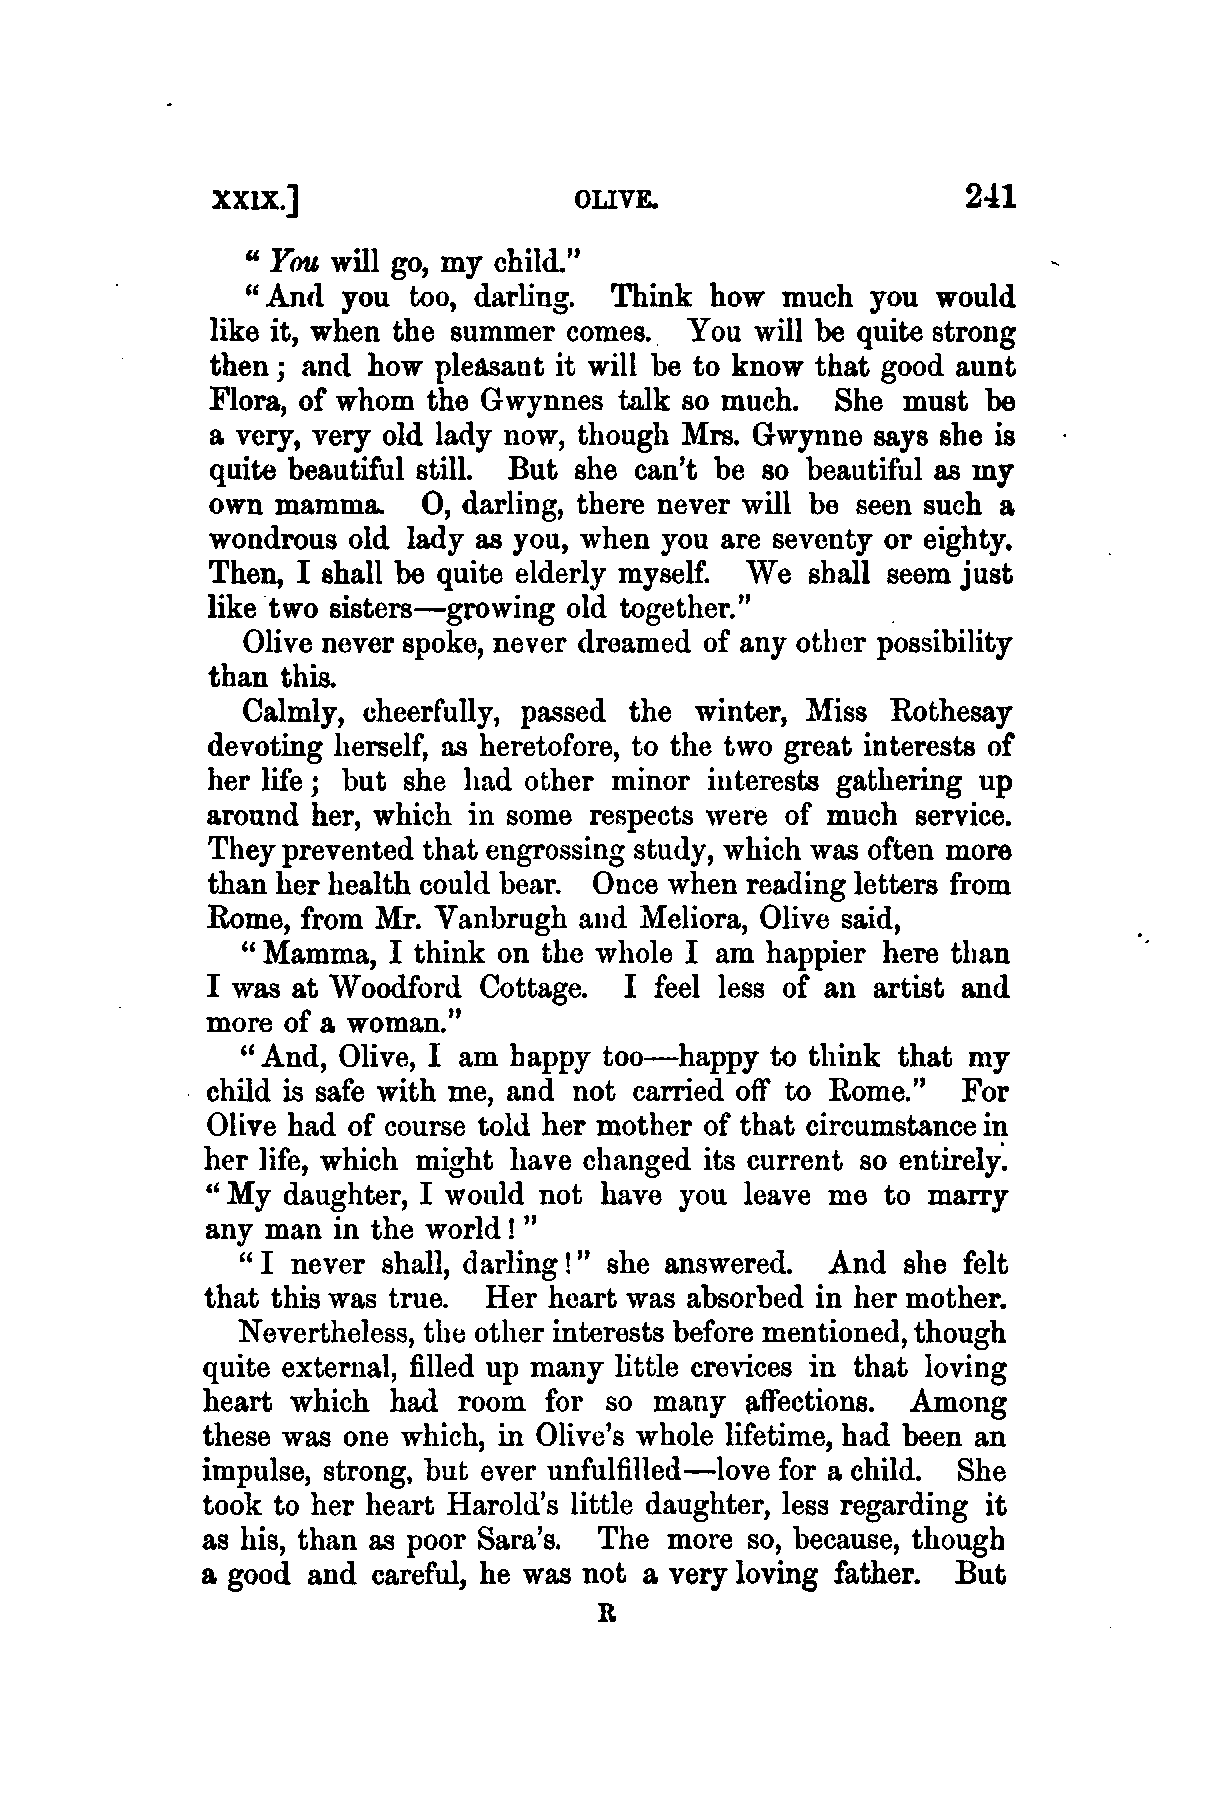 XXIX.] OLIVE. 241
" You will go, my child."
"And you too, darling. Think how much you would
like it, when the summer comes. You will be quite strong
then; and how pleasant it will be to know that good aunt
Flora, of whom the Gwynnes talk so much. She must be
a very, very old lady now, though Mrs. Gwynne says she is
quite beautiful still. But she can't be so beautiful as my
own mamma. O, darling, there never will be seen such a
wondrous old lady as you, when you are seventy or eighty.
Then, I shall be quite elderly myself. We shall seem just
like two sisters—growing old together."
Olive never spoke, never dreamed of any other possibility
than this.
Calmly, cheerfully, passed the winter, Miss Rothesay
devoting herself, as heretofore, to the two great interests of
her life; but she had other minor interests gathering up
around her, which in some respects were of much service.
They prevented that engrossing study, which was often more
than her health could bear. Once when reading letters from
Rome, from Mr. Vanbrugh and Meliora, Olive said,
"Mamma, I think on the whole I am happier here than
I was at Woodford Cottage. I feel less of an artist and
more of a woman."
"And, Olive, I am happy too—happy to think that my
child is safe with me, and not carried off to Rome." For
Olive had of course told her mother of that circumstance in
her life, which might have changed its current so entirely.
"My daughter, I would not have you leave me to marry
any man in the world!"
"I never shall, darling!" she answered. And she felt
that this was true. Her heart was absorbed in her mother.
Nevertheless, the other interests before mentioned, though
quite external, filled up many little crevices in that loving
heart which had room for so many affections. Among
these was one which, in Olive's whole lifetime, had been an
impulse, strong, but ever unfulfilled—love for a child. She
took to her heart Harold's little daughter, less regarding it
as his, than as poor Sara's. The more so, because, though
a good and careful, he was not a very loving father. But
R